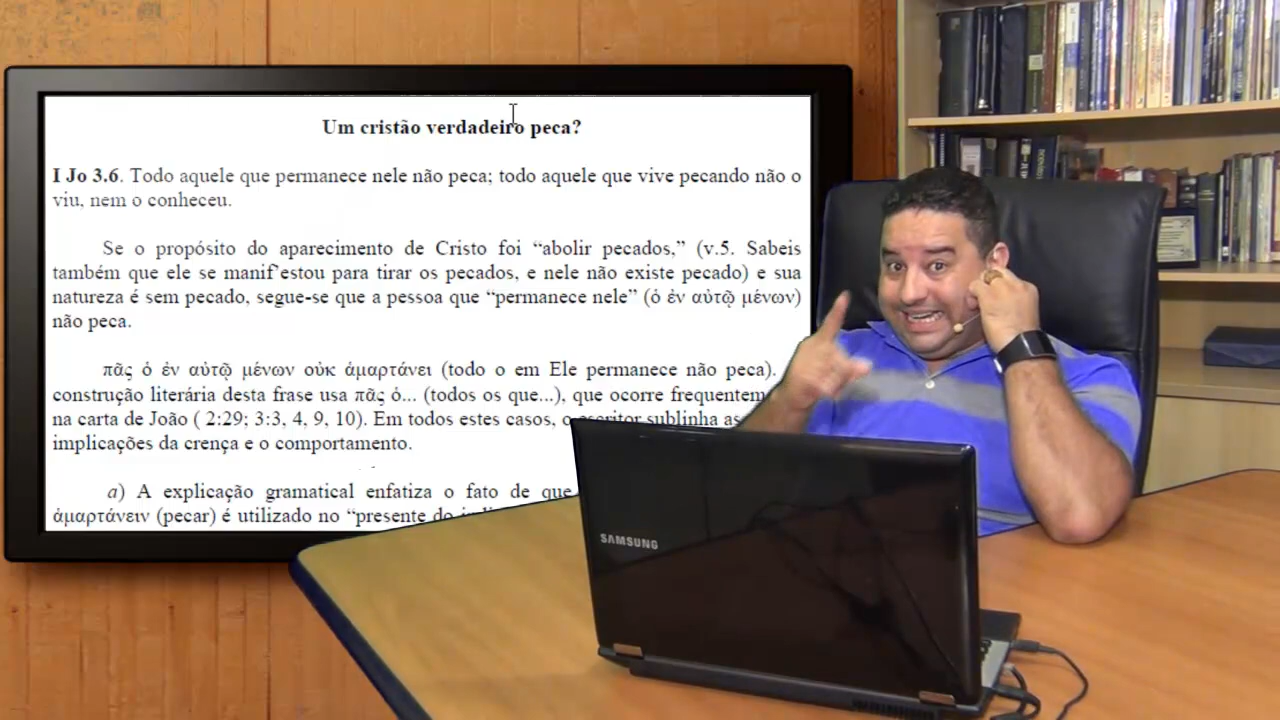 Um cristão verdadeiro peca?
I Jo 3.6. Todo aquele que permanece nele não peca; todo aquele que vive pecando não o
viu, nem o conheceu.
Se o propósito do aparecimento de Cristo foi “abolir pecados,” (v.5. Sabeis
também que ele se manif'estou para tirar os pecados, e nele não existe pecado) e sua
natureza é sem pecado, segue-se que a pessoa que “permanece nele” (ὁ ἐν αὐτῷ μένων)
não peca.
πᾶς ὁ ἐν αὐτῷ μένων οὐκ ἁμαρτάνει (todo o em Ele permanece não peca).
construção literária desta frase usa πᾶς ὁ... (todos os que...), que ocorre frequentem
na carta de João ( 2:29; 3:3, 4, 9, 10). Em todos estes casos, o escritor sublinha as
implicações da crença e o comportamento.
a) A explicação gramatical enfatiza o fato de que
ἁμαρτάνειν (pecar) é utilizado no “presente do
SAMSUNG